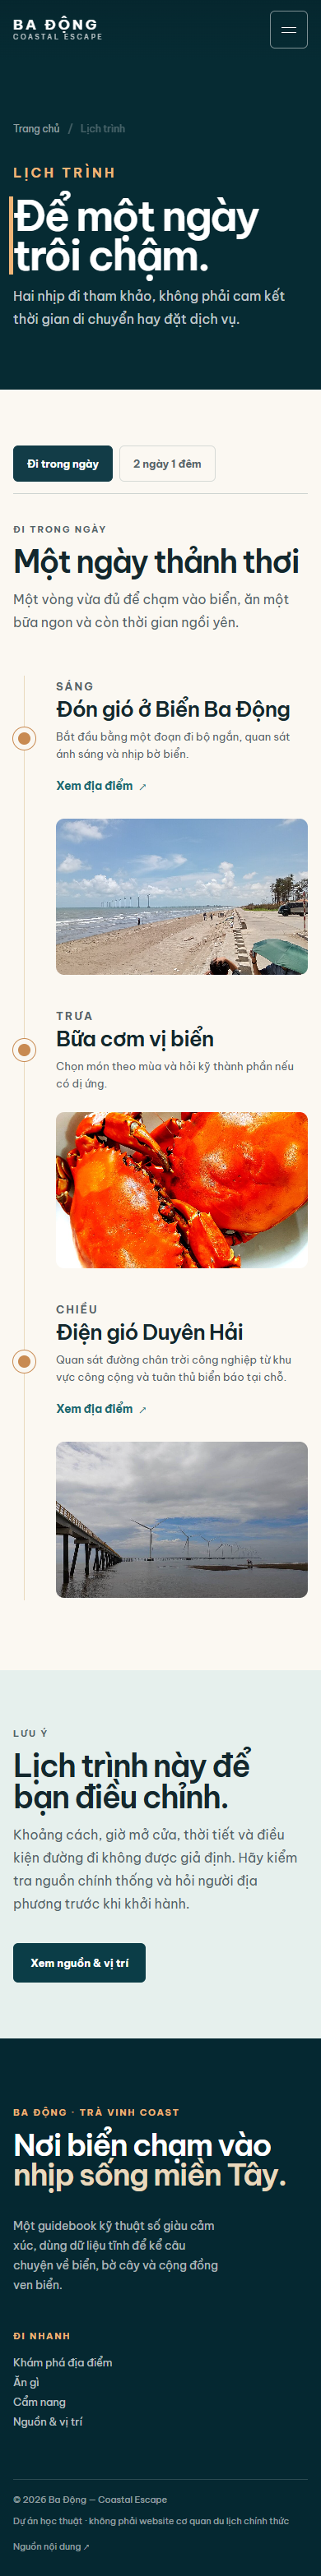 BA ĐỘNG
COASTAL ESCAPE
Trang chủ / Lịch trình
LỊCH TRÌNH
Để một ngày
trôi chậm.
Hai nhịp đi tham khảo, không phải cam kết
thời gian di chuyển hay đặt dịch vụ.
Đi trong ngày
2 ngày 1 đêm
ĐI TRONG NGÀY
Một ngày thảnh thơi
Một vòng vừa đủ để chạm vào biển, ăn một
bữa ngon và còn thời gian ngồi yên.
SÁNG
Đón gió ở Biển Ba Động
Bắt đầu bằng một đoạn đi bộ ngắn, quan sát
ánh sáng và nhịp bờ biển.
Xem địa điểm ↗
TRƯA
Bữa cơm vị biển
Chọn món theo mùa và hỏi kỹ thành phần nếu
có dị ứng.
CHIỀU
Điện gió Duyên Hải
Quan sát đường chân trời công nghiệp từ khu
vực công cộng và tuân thủ biển báo tại chỗ.
Xem địa điểm ↗
LƯU Ý
Lịch trình này để
bạn điều chỉnh.
Khoảng cách, giờ mở cửa, thời tiết và điều
kiện đường đi không được giả định. Hãy kiểm
tra nguồn chính thống và hỏi người địa
phương trước khi khởi hành.
Xem nguồn & vị trí
BA ĐỘNG · TRÀ VINH COAST
Nơi biển chạm vào
nhịp sống miền Tây.
Một guidebook kỹ thuật số giàu cảm
xúc, dùng dữ liệu tĩnh để kể câu
chuyện về biển, bờ cây và cộng đồng
ven biển.
ĐI NHANH
Khám phá địa điểm
Ăn gì
Cẩm nang
Nguồn & vị trí
© 2026 Ba Động — Coastal Escape
Dự án học thuật · không phải website cơ quan du lịch chính thức
Nguồn nội dung ↗